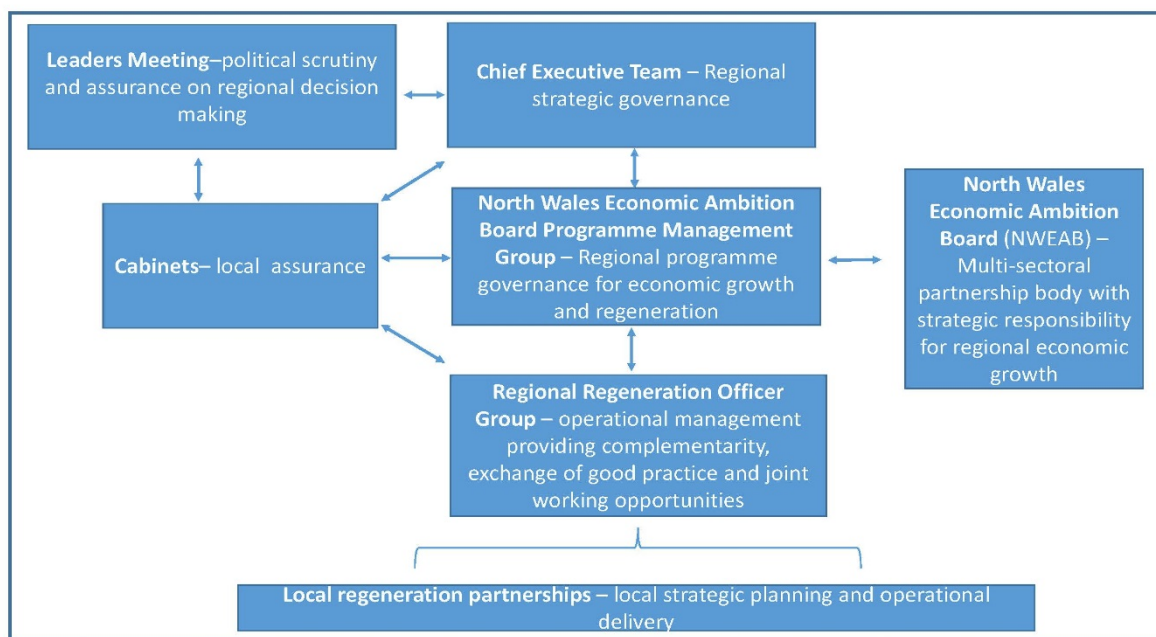 Leaders Meeting–political scrutiny
and assurance on regional decision
making
Chief Executive Team – Regional
strategic governance
Cabinets– local assurance
North Wales Economic Ambition
Board Programme Management
Group – Regional programme
governance for economic growth
and regeneration
North Wales
Economic Ambition
Board (NWEAB) –
Multi-sectoral
partnership body with
strategic responsibility
for regional economic
growth
Regional Regeneration Officer
Group – operational management
providing complementarity,
exchange of good practice and joint
working opportunities
Local regeneration partnerships – local strategic planning and operational
delivery